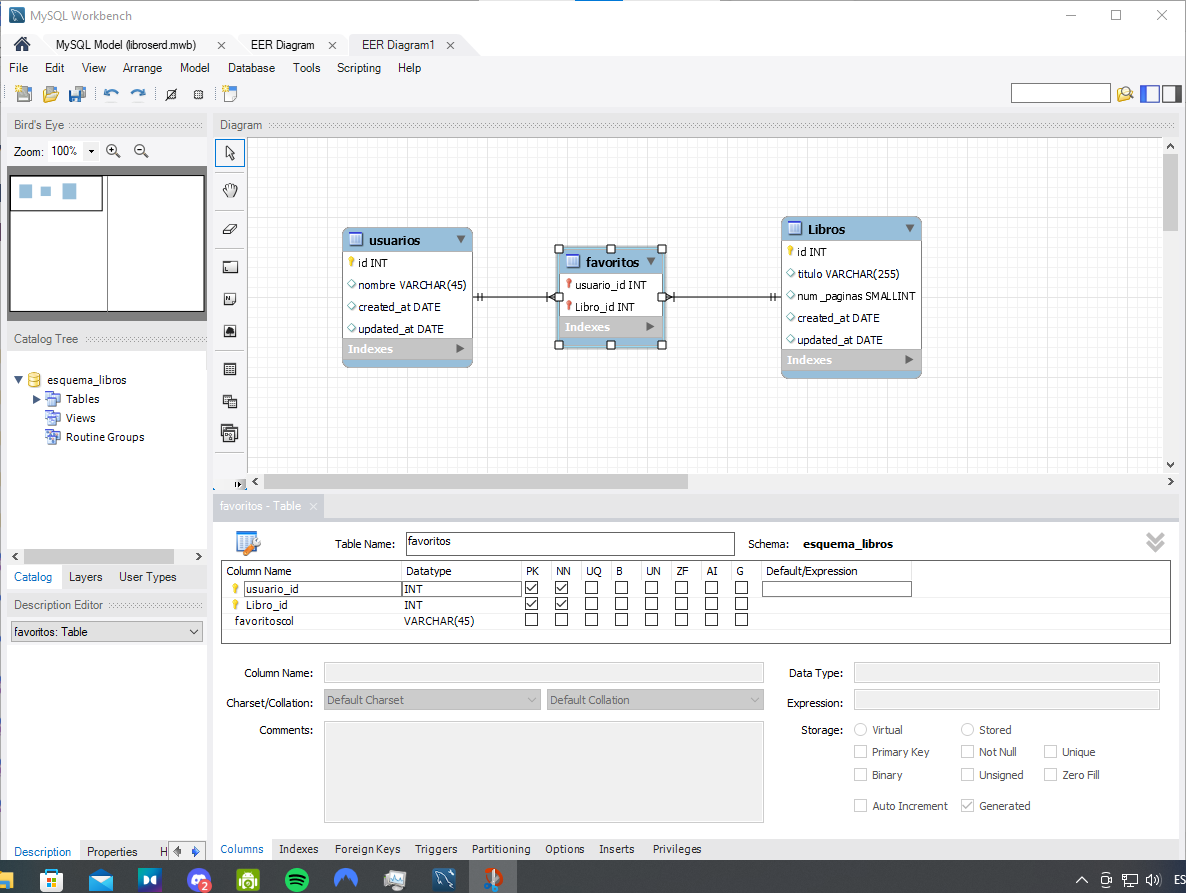 MySQL Workbench
MySQL Model (libroserd.mwb)
EER Diagram
EER Diagram1
File Edit View Arrange Model Database Tools Scripting Help
Bird's Eye
Diagram
Zoom: 100%
usuarios
id INT
nombre VARCHAR(45)
created_at DATE
updated_at DATE
Indexes
favoritos
usuario_id INT
Libro_id INT
Indexes
Libros
id INT
titulo VARCHAR(255)
num_paginas SMALLINT
created_at DATE
updated_at DATE
Indexes
Catalog Tree
esquema_libros
Tables
Views
Routine Groups
Catalog Layers User Types
Description Editor
favoritos: Table
Description Properties H
favoritos - Table
Table Name: favoritos Schema: esquema_libros
Column Name Datatype PK NN UQ B UN ZF AI G Default/Expression
usuario_id INT
Libro_id INT
favoritoscol VARCHAR(45)
Column Name: Data Type:
Charset/Collation: Default Charset Default Collation Expression:
Comments: Storage: Virtual Stored
Primary Key Not Null Unique
Binary Unsigned Zero Fill
Auto Increment Generated
Columns Indexes Foreign Keys Triggers Partitioning Options Inserts Privileges
2
ES